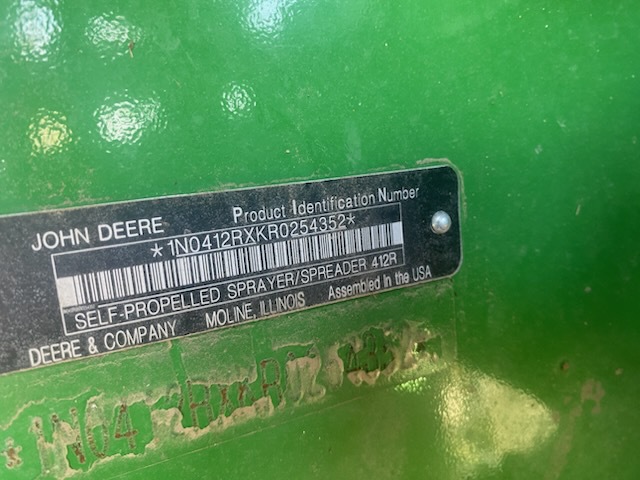 JOHN DEERE
Product Identification Number
*1N0412RXKR0254352*
SELF-PROPELLED SPRAYER/SPREADER 412R
DEERE & COMPANY MOLINE, ILLINOIS Assembled in the USA